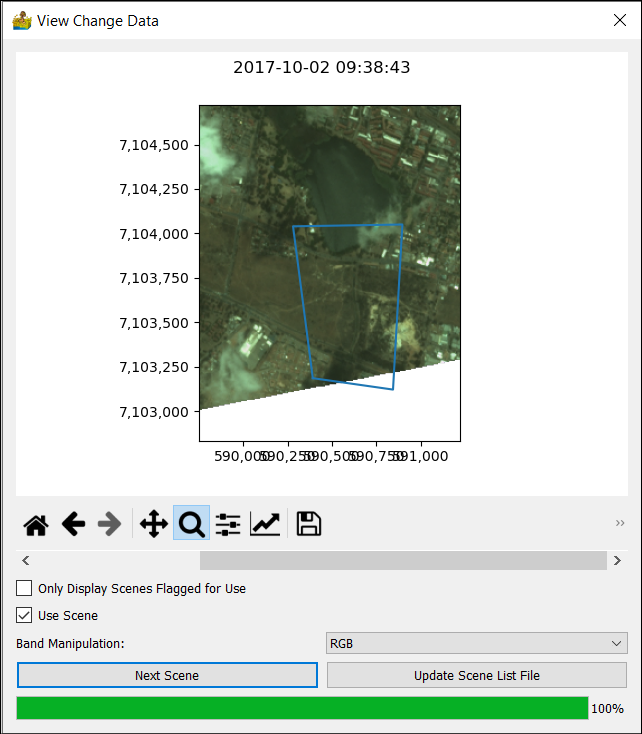 View Change Data
2017-10-02 09:38:43
7,104,500
7,104,250
7,104,000
7,103,750
7,103,500
7,103,250
7,103,000
590,000 590,250 590,500 590,750 591,000
Only Display Scenes Flagged for Use
Use Scene
Band Manipulation:
RGB
Next Scene
Update Scene List File
100%